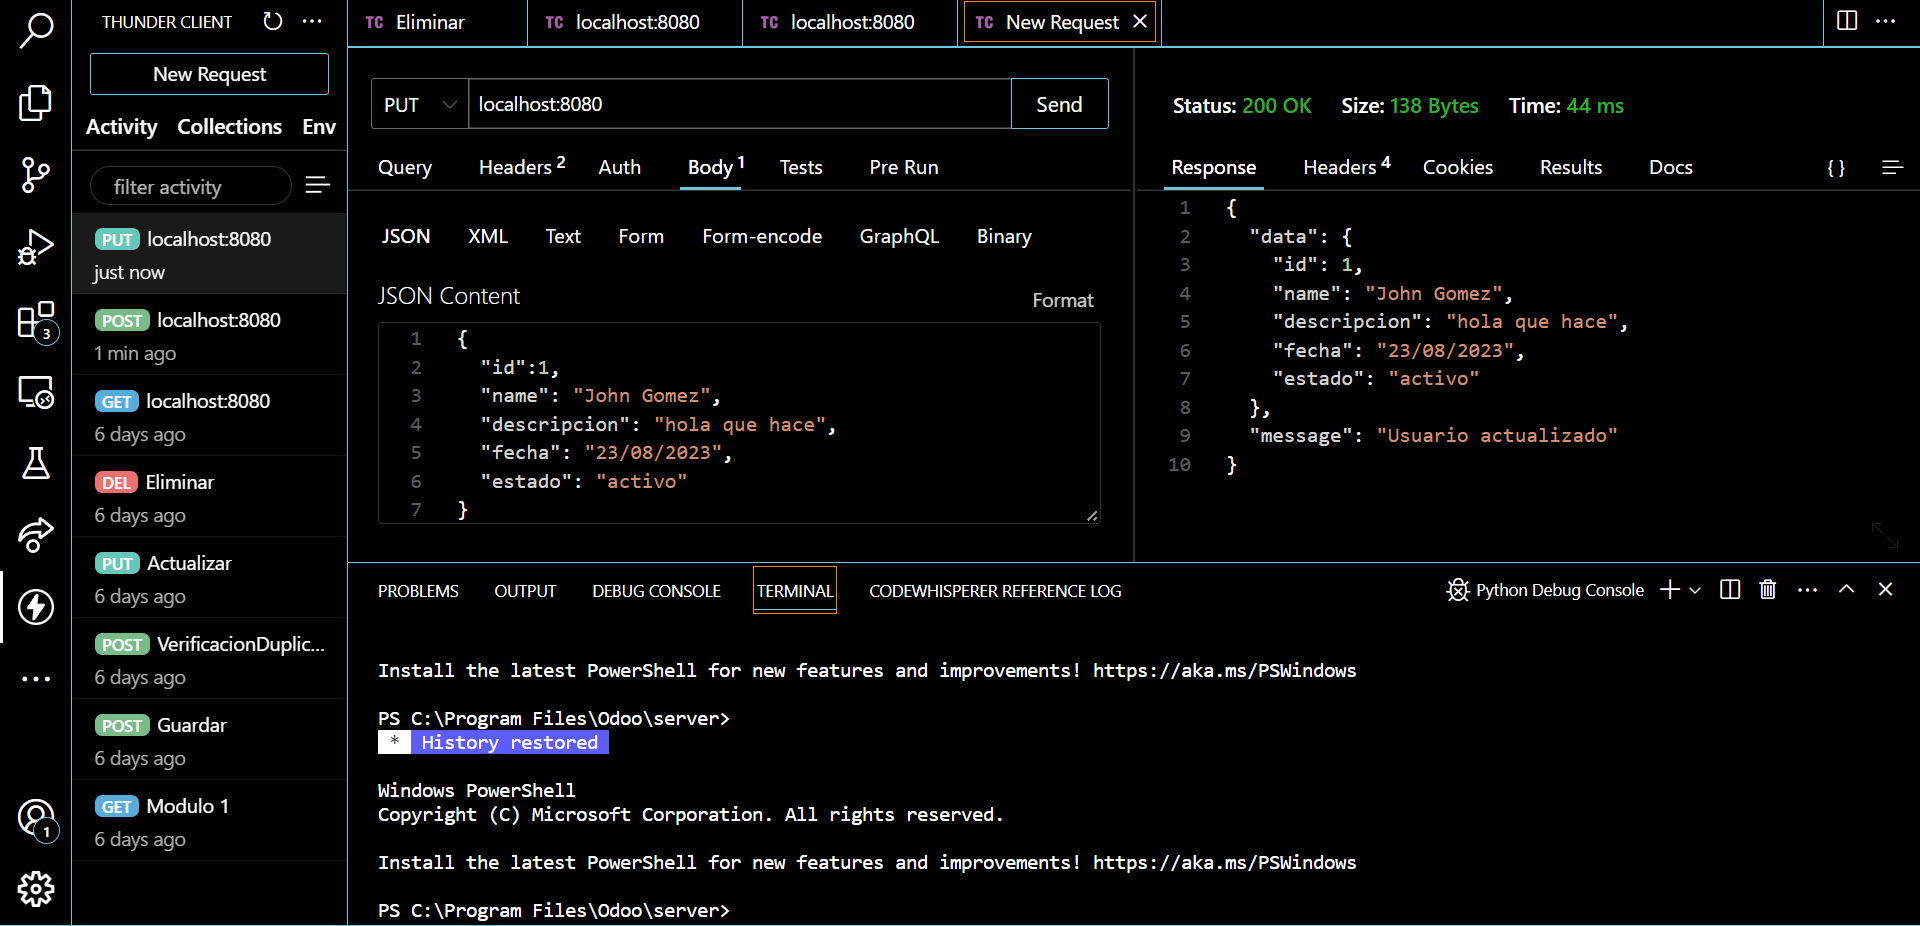 THUNDER CLIENT
New Request
Activity Collections Env
filter activity
PUT localhost:8080
just now
POST localhost:8080
1 min ago
GET localhost:8080
6 days ago
DEL Eliminar
6 days ago
PUT Actualizar
6 days ago
POST VerificacionDuplic...
6 days ago
POST Guardar
6 days ago
GET Modulo 1
6 days ago
3
1
TC Eliminar TC localhost:8080 TC localhost:8080 TC New Request
PUT localhost:8080 Send
Query Headers 2 Auth Body 1 Tests Pre Run
JSON XML Text Form Form-encode GraphQL Binary
JSON Content Format
1 {
2 "id":1,
3 "name": "John Gomez",
4 "descripcion": "hola que hace",
5 "fecha": "23/08/2023",
6 "estado": "activo"
7 }
Status: 200 OK Size: 138 Bytes Time: 44 ms
Response Headers 4 Cookies Results Docs { }
1 {
2 "data": {
3 "id": 1,
4 "name": "John Gomez",
5 "descripcion": "hola que hace",
6 "fecha": "23/08/2023",
7 "estado": "activo"
8 },
9 "message": "Usuario actualizado"
10 }
PROBLEMS OUTPUT DEBUG CONSOLE TERMINAL CODEWHISPERER REFERENCE LOG Python Debug Console
Install the latest PowerShell for new features and improvements! https://aka.ms/PSWindows
PS C:\Program Files\Odoo\server>
* History restored
Windows PowerShell
Copyright (C) Microsoft Corporation. All rights reserved.
Install the latest PowerShell for new features and improvements! https://aka.ms/PSWindows
PS C:\Program Files\Odoo\server>